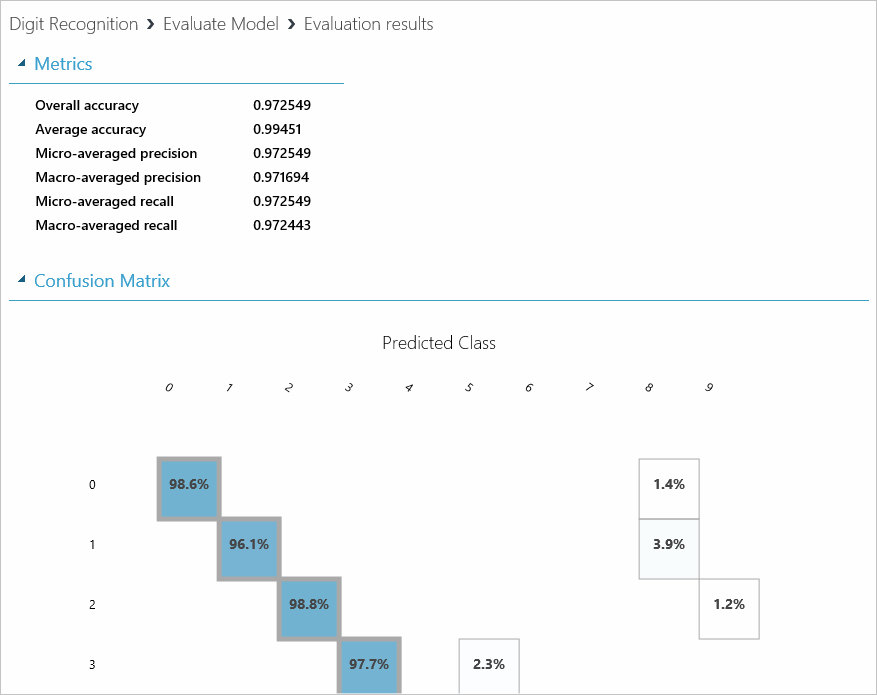 Digit Recognition > Evaluate Model > Evaluation results
Metrics
Overall accuracy 0.972549
Average accuracy 0.99451
Micro-averaged precision 0.972549
Macro-averaged precision 0.971694
Micro-averaged recall 0.972549
Macro-averaged recall 0.972443
Confusion Matrix
Predicted Class
0 1 2 3 4 5 6 7 8 9
0 98.6% 1.4%
1 96.1% 3.9%
2 98.8% 1.2%
3 97.7% 2.3%